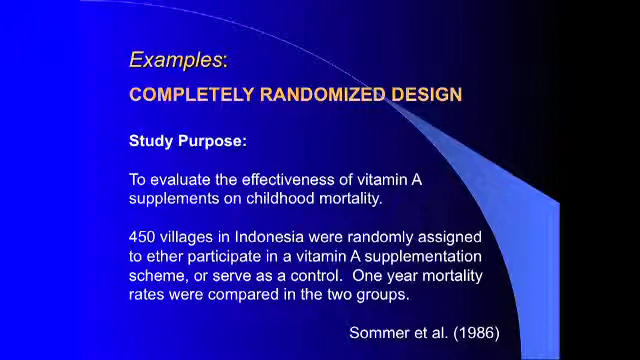 Examples:
COMPLETELY RANDOMIZED DESIGN
Study Purpose:
To evaluate the effectiveness of vitamin A
supplements on childhood mortality.
450 villages in Indonesia were randomly assigned
to ether participate in a vitamin A supplementation
scheme, or serve as a control.  One year mortality
rates were compared in the two groups.
Sommer et al. (1986)